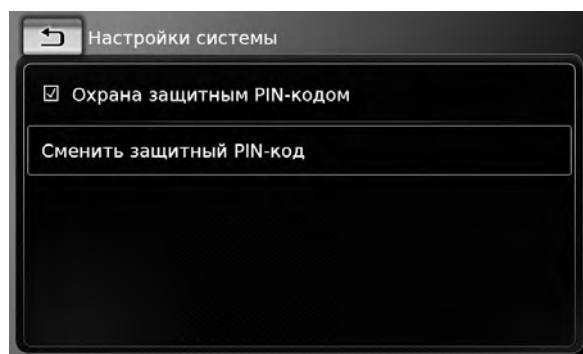 Настройки системы
Охрана защитным PIN-кодом
Сменить защитный PIN-код